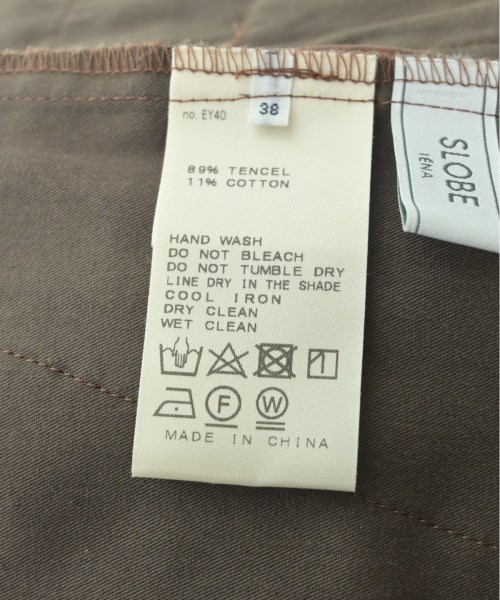 no. EY40
38
89% TENCEL
11% COTTON
HAND WASH
DO NOT BLEACH
DO NOT TUMBLE DRY
LINE DRY IN THE SHADE
COOL IRON
DRY CLEAN
WET CLEAN
F
W
MADE IN CHINA
SLOBE
IÉNA